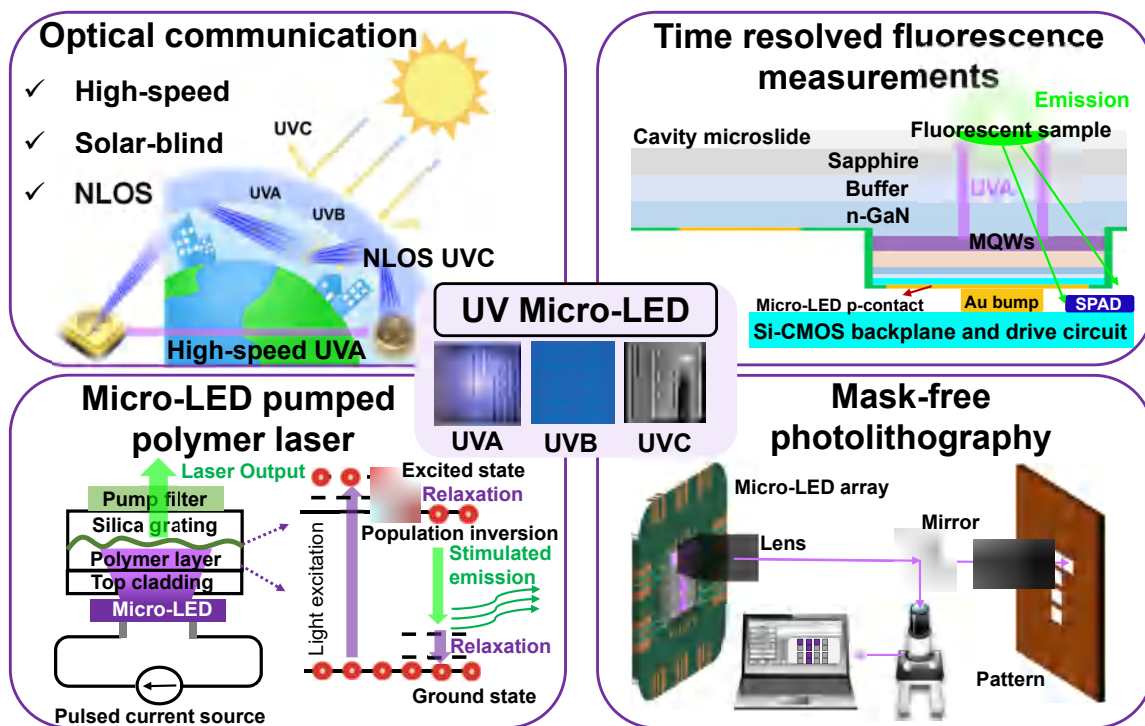 Optical communication
✓ High-speed
✓ Solar-blind
✓ NLOS
UVC
UVA
UVB
NLOS UVC
High-speed UVA
Time resolved fluorescence
measurements
Emission
Fluorescent sample
Cavity microslide
Sapphire
Buffer
UVA
n-GaN
MQWs
Micro-LED p-contact
Au bump
SPAD
Si-CMOS backplane and drive circuit
UV Micro-LED
UVA
UVB
UVC
Micro-LED pumped
polymer laser
Laser Output
Pump filter
Silica grating
Polymer layer
Top cladding
Micro-LED
Pulsed current source
Light excitation
Excited state
Relaxation
Population inversion
Stimulated
emission
Relaxation
Ground state
Mask-free
photolithography
Micro-LED array
Lens
Mirror
Pattern